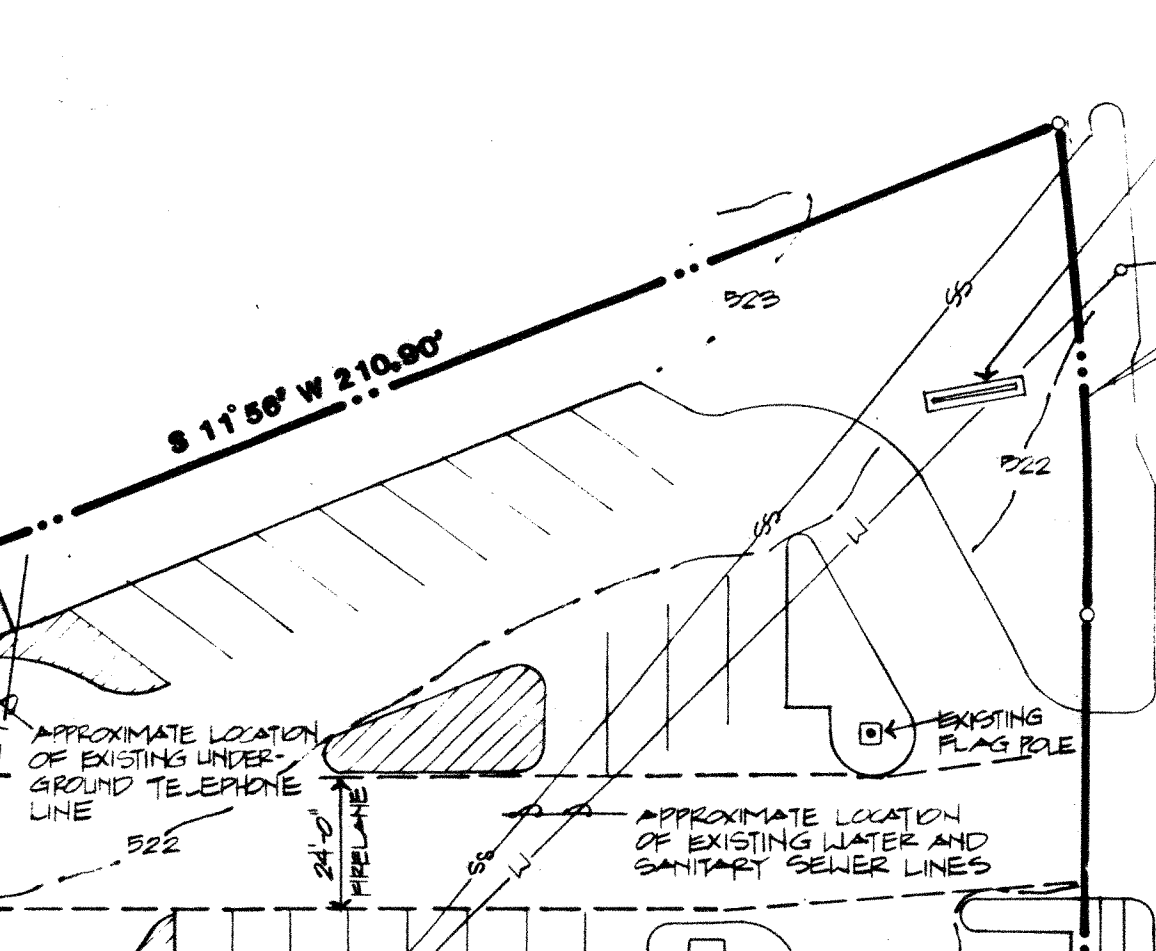 523
SS
S 11°56' W 210.90'
522
SS
W
EXISTING
FLAG POLE
APPROXIMATE LOCATION
OF EXISTING UNDER-
GROUND TELEPHONE
LINE
522
24'-0"
FIRELANE
APPROXIMATE LOCATION
OF EXISTING WATER AND
SANITARY SEWER LINES
SS
W